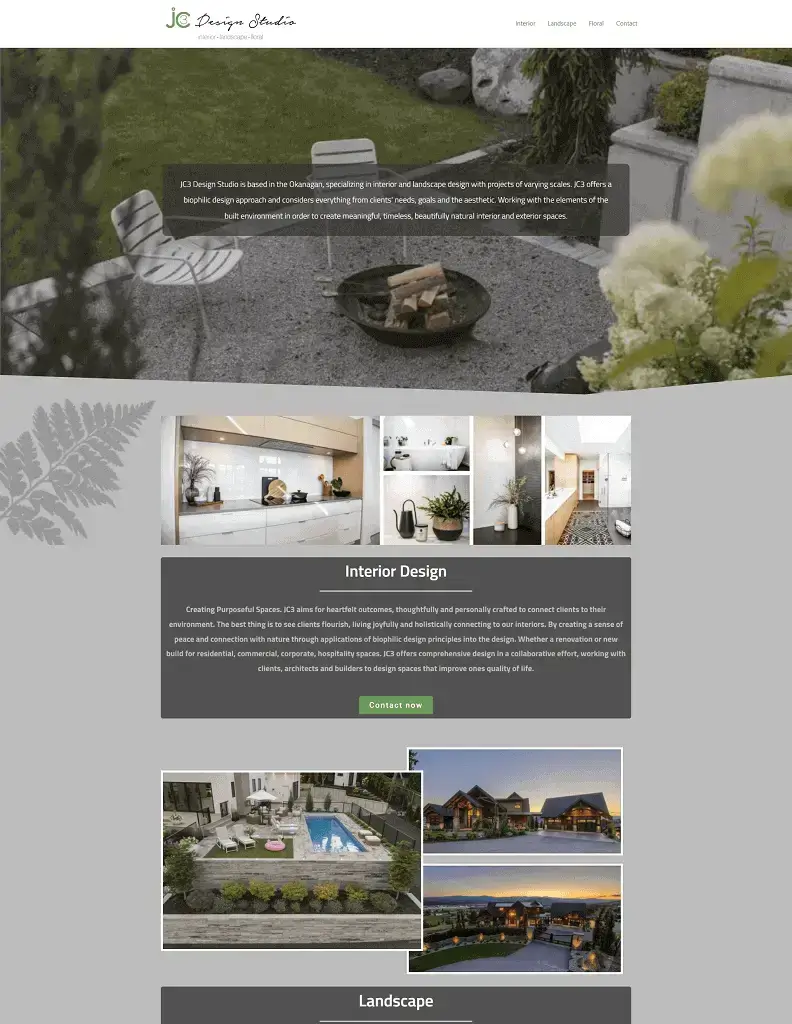 JC3 Design Studio
interior • landscape • floral
Interior Landscape Floral Contact
JC3 Design Studio is based in the Okanagan, specializing in interior and landscape design with projects of varying scales. JC3 offers a
biophilic design approach and considers everything from clients' needs, goals and the aesthetic. Working with the elements of the
built environment in order to create meaningful, timeless, beautifully natural interior and exterior spaces.
Interior Design
Creating Purposeful Spaces. JC3 aims for heartfelt outcomes, thoughtfully and personally crafted to connect clients to their
environment. The best thing is to see clients flourish, living joyfully and holistically connecting to our interiors. By creating a sense of
peace and connection with nature through applications of biophilic design principles into the design. Whether a renovation or new
build for residential, commercial, corporate, hospitality spaces. JC3 offers comprehensive design in a collaborative effort, working with
clients, architects and builders to design spaces that improve ones quality of life.
Contact now
Landscape